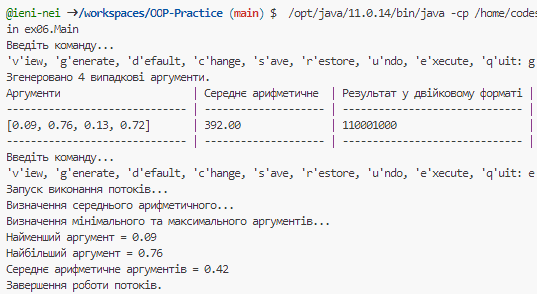 @ieni-nei ➜/workspaces/OOP-Practice (main) $ /opt/java/11.0.14/bin/java -cp /home/codes
in ex06.Main
Введіть команду...
'v'iew, 'g'enerate, 'd'efault, 'c'hange, 's'ave, 'r'estore, 'u'ndo, 'e'xecute, 'q'uit: g
Згенеровано 4 випадкові аргументи.
Аргументи | Середнє арифметичне | Результат у двійковому форматі |
--------------------------- | ------------------- | ------------------------------ |
[0.09, 0.76, 0.13, 0.72] | 392.00 | 110001000 |
--------------------------- | ------------------- | ------------------------------ |
Введіть команду...
'v'iew, 'g'enerate, 'd'efault, 'c'hange, 's'ave, 'r'estore, 'u'ndo, 'e'xecute, 'q'uit: e
Запуск виконання потоків...
Визначення середнього арифметичного...
Визначення мінімального та максимального аргументів...
Найменший аргумент = 0.09
Найбільший аргумент = 0.76
Середнє арифметичне аргументів = 0.42
Завершення роботи потоків.